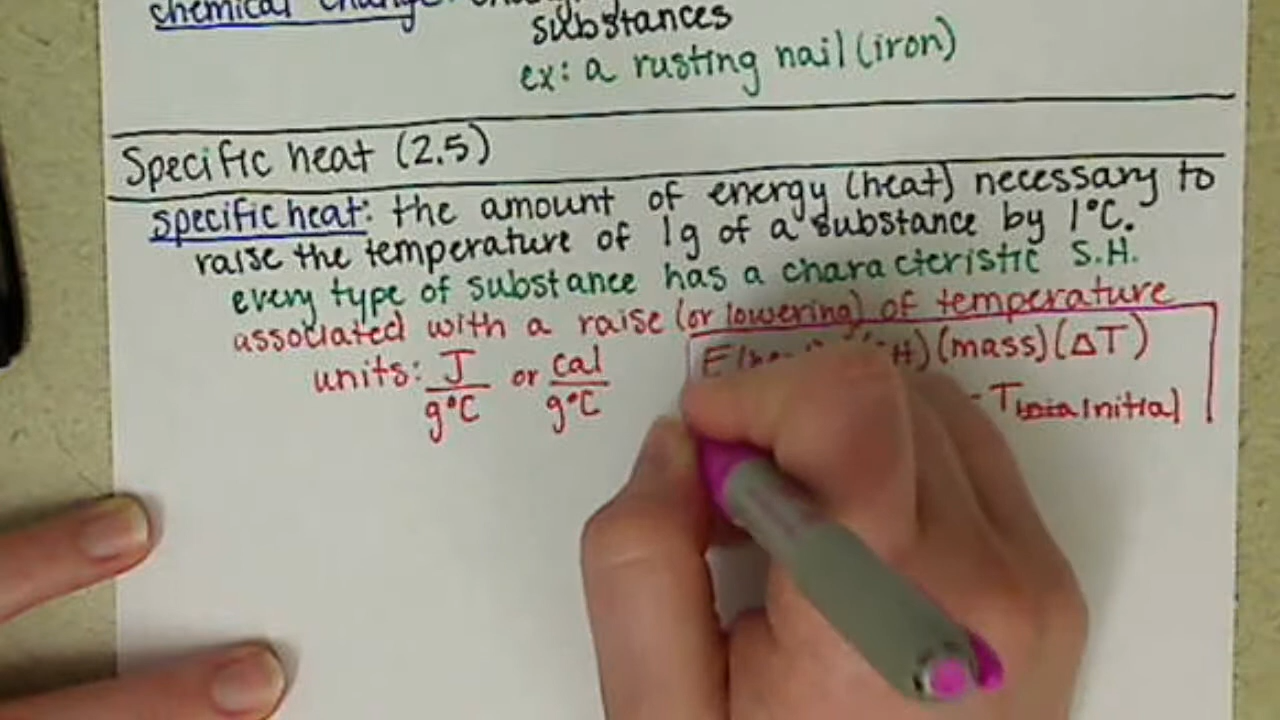 chemical change:
substances
ex: a rusting nail (iron)
Specific heat (2.5)
specific heat: the amount of energy (heat) necessary to
raise the temperature of 1g of a substance by 1°C.
every type of substance has a characteristic S.H.
associated with a raise (or lowering) of temperature
units: J/g°C or cal/g°C
H) (mass) (ΔT)
- T Initial